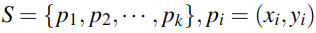 S = {p₁, p₂, ⋯, pₖ}, pᵢ = (xᵢ, yᵢ)